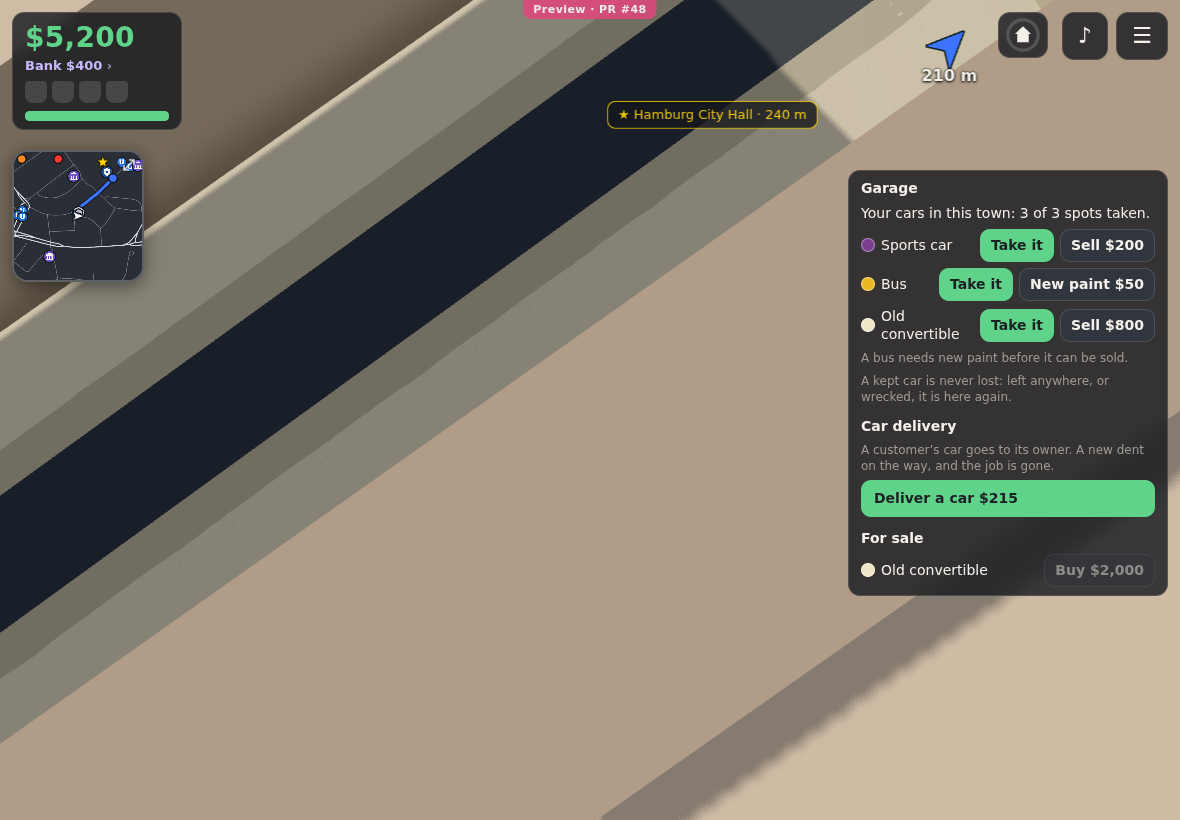 Preview · PR #48
$5,200
Bank $400 ›
210 m
★ Hamburg City Hall · 240 m
Garage
Your cars in this town: 3 of 3 spots taken.
Sports car Take it Sell $200
Bus Take it New paint $50
Old convertible Take it Sell $800
A bus needs new paint before it can be sold.
A kept car is never lost: left anywhere, or
wrecked, it is here again.
Car delivery
A customer’s car goes to its owner. A new dent
on the way, and the job is gone.
Deliver a car $215
For sale
Old convertible Buy $2,000